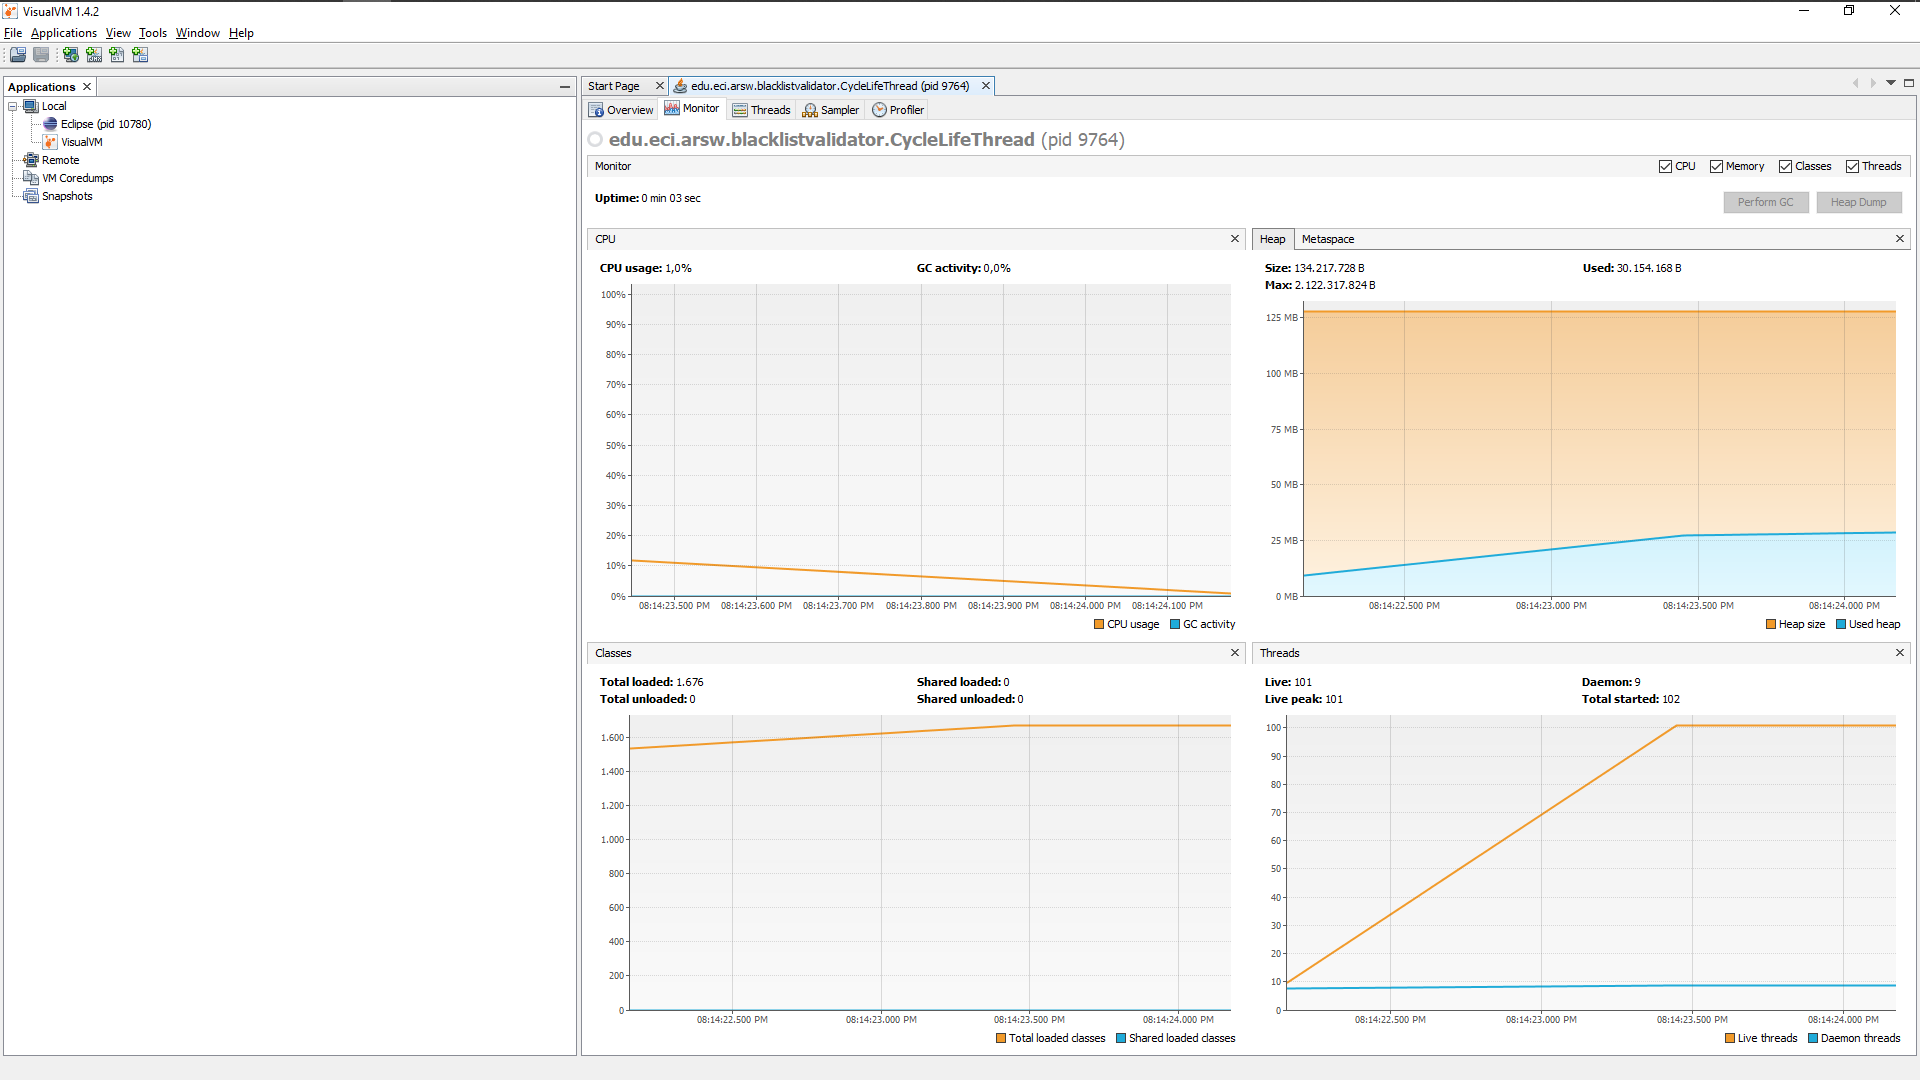 VisualVM 1.4.2
File Applications View Tools Window Help
Applications
Local
Eclipse (pid 10780)
VisualVM
Remote
VM Coredumps
Snapshots
Start Page edu.eci.arsw.blacklistvalidator.CycleLifeThread (pid 9764)
Overview Monitor Threads Sampler Profiler
edu.eci.arsw.blacklistvalidator.CycleLifeThread (pid 9764)
Monitor CPU Memory Classes Threads
Uptime: 0 min 03 sec
Perform GC Heap Dump
CPU
CPU usage: 1,0% GC activity: 0,0%
100%
90%
80%
70%
60%
50%
40%
30%
20%
10%
0%
08:14:23.500 PM 08:14:23.600 PM 08:14:23.700 PM 08:14:23.800 PM 08:14:23.900 PM 08:14:24.000 PM 08:14:24.100 PM
CPU usage GC activity
Heap Metaspace
Size: 134.217.728 B Used: 30.154.168 B
Max: 2.122.317.824 B
125 MB
100 MB
75 MB
50 MB
25 MB
0 MB
08:14:22.500 PM 08:14:23.000 PM 08:14:23.500 PM 08:14:24.000 PM
Heap size Used heap
Classes
Total loaded: 1.676 Shared loaded: 0
Total unloaded: 0 Shared unloaded: 0
1.600
1.400
1.200
1.000
800
600
400
200
0
08:14:22.500 PM 08:14:23.000 PM 08:14:23.500 PM 08:14:24.000 PM
Total loaded classes Shared loaded classes
Threads
Live: 101 Daemon: 9
Live peak: 101 Total started: 102
100
90
80
70
60
50
40
30
20
10
0
08:14:22.500 PM 08:14:23.000 PM 08:14:23.500 PM 08:14:24.000 PM
Live threads Daemon threads